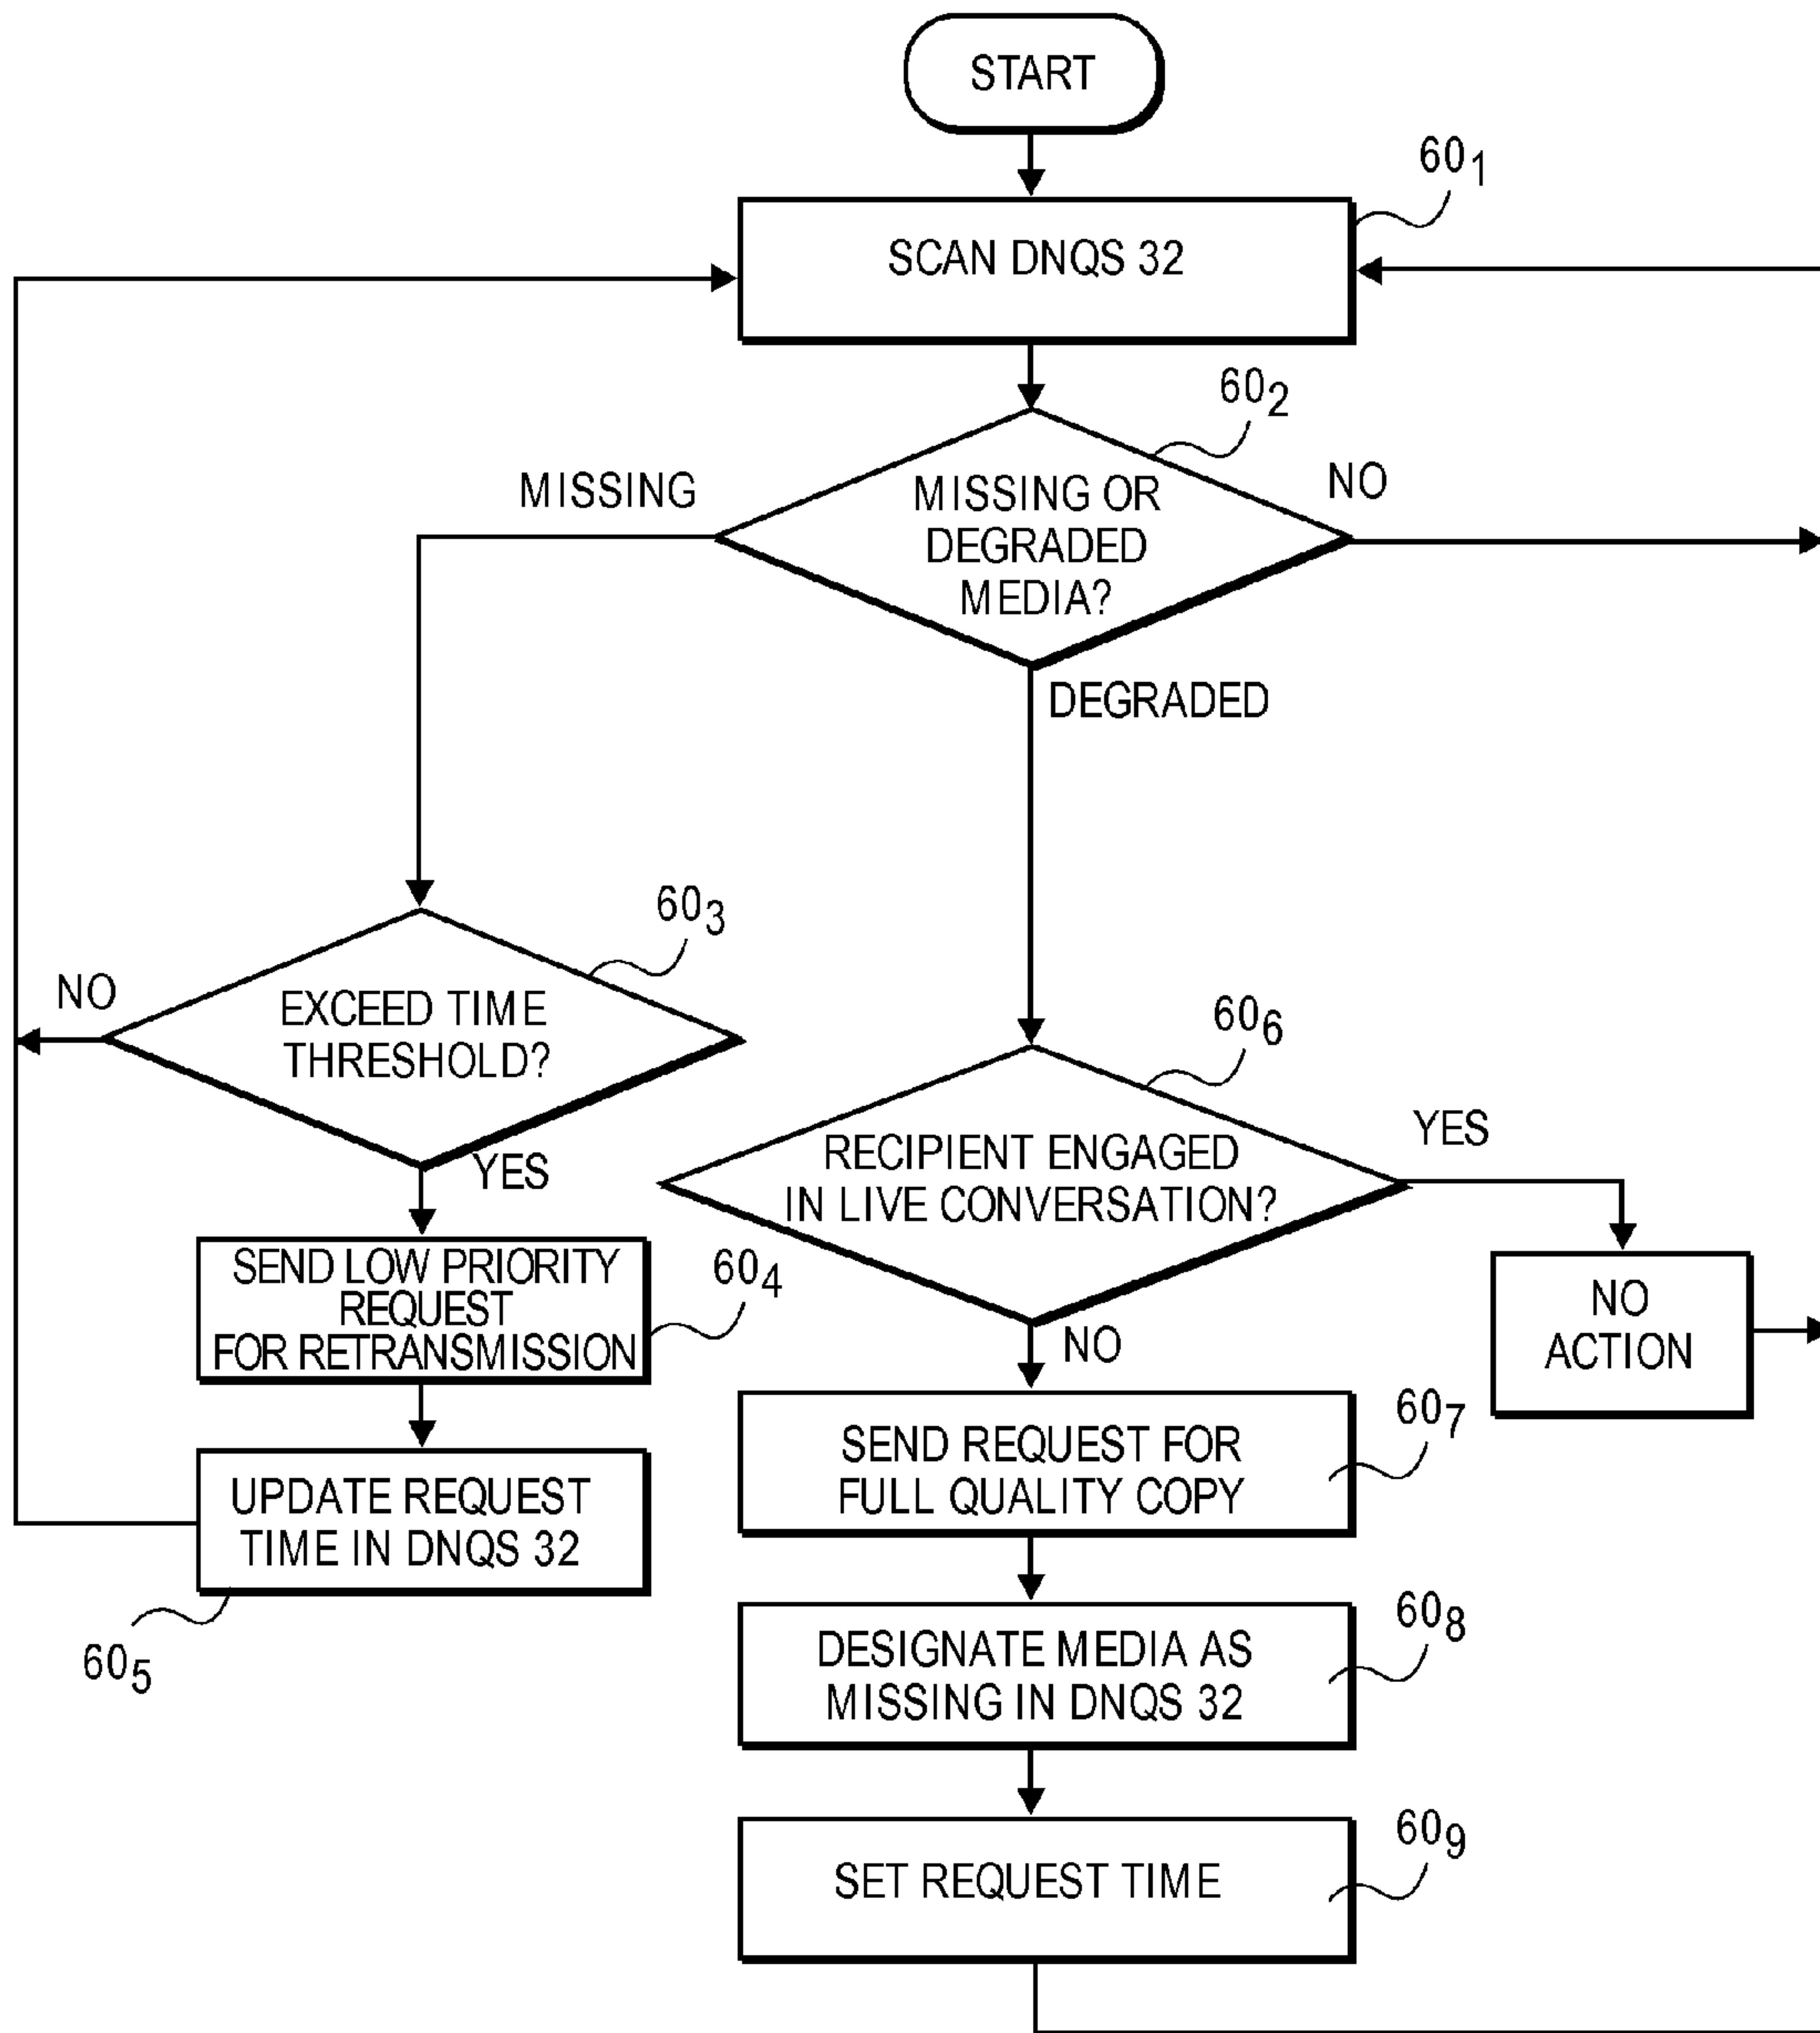 START
60₁
SCAN DNQS 32
60₂
MISSING
MISSING OR
DEGRADED
MEDIA?
NO
DEGRADED
60₃
NO
EXCEED TIME
THRESHOLD?
YES
60₆
RECIPIENT ENGAGED
IN LIVE CONVERSATION?
YES
SEND LOW PRIORITY
REQUEST
FOR RETRANSMISSION
60₄
NO
ACTION
NO
60₇
SEND REQUEST FOR
FULL QUALITY COPY
UPDATE REQUEST
TIME IN DNQS 32
60₅
60₈
DESIGNATE MEDIA AS
MISSING IN DNQS 32
60₉
SET REQUEST TIME